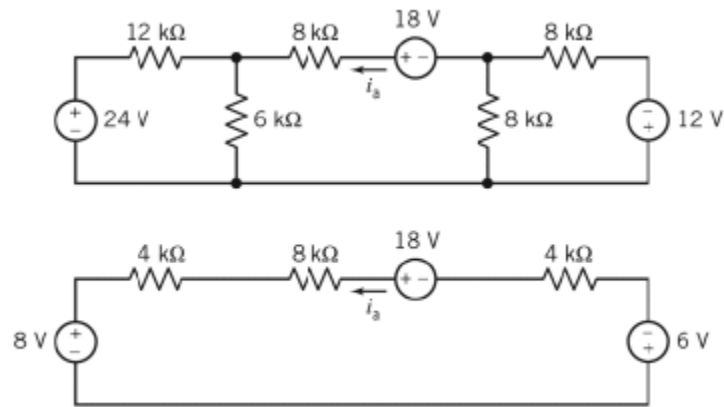 18 V
12 kΩ 8 kΩ + − 8 kΩ
iₐ
+ − 24 V 6 kΩ 8 kΩ − + 12 V
18 V
4 kΩ 8 kΩ + − 4 kΩ
iₐ
8 V + − − + 6 V